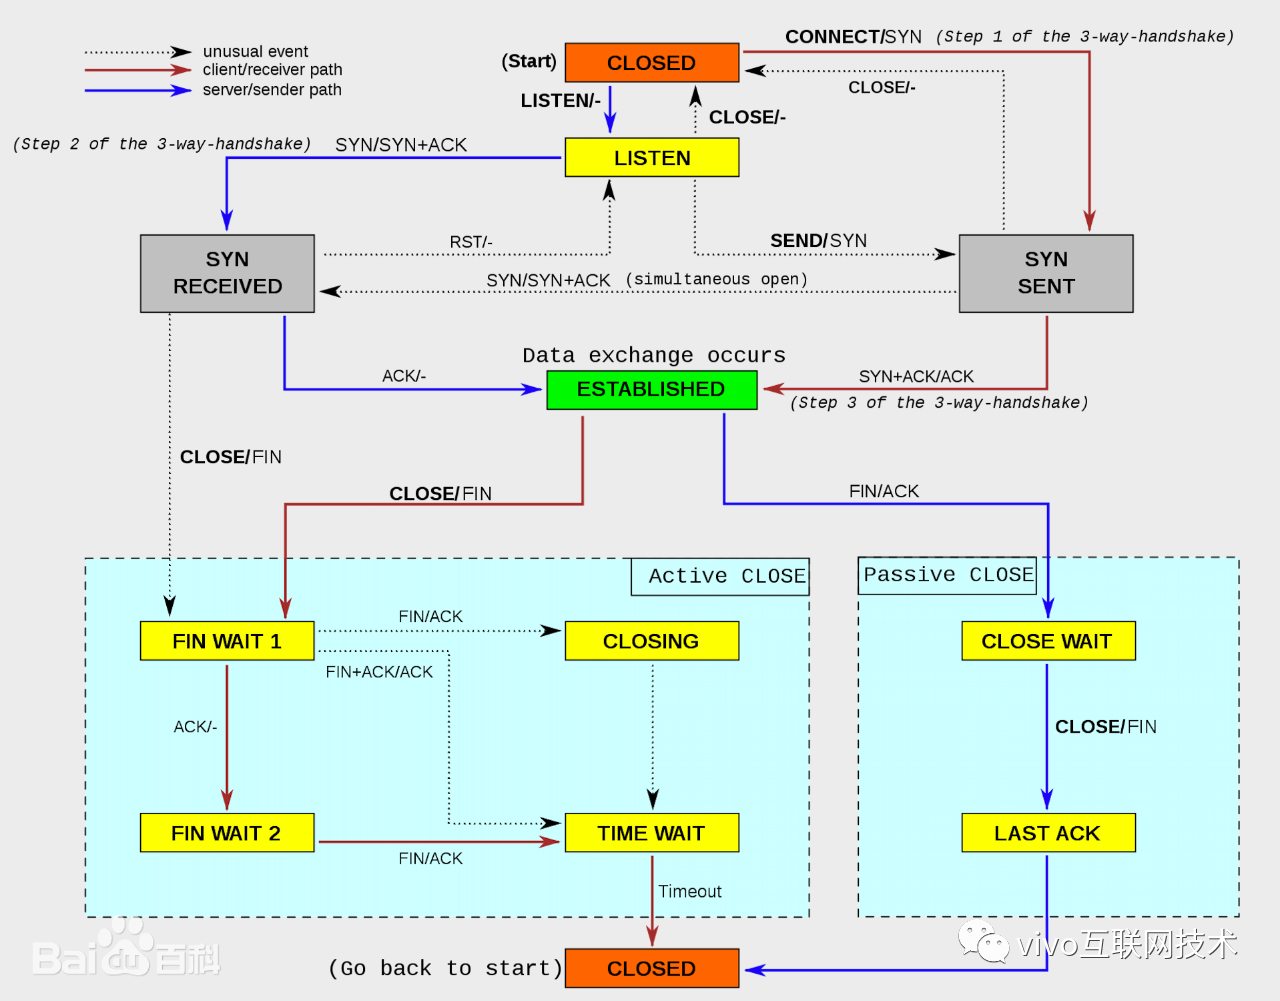 unusual event
client/receiver path
server/sender path
(Start)
CLOSED
CONNECT/SYN (Step 1 of the 3-way-handshake)
CLOSE/-
LISTEN/-
CLOSE/-
(Step 2 of the 3-way-handshake)
SYN/SYN+ACK
LISTEN
SYN
RECEIVED
RST/-
SEND/SYN
SYN
SENT
SYN/SYN+ACK (simultaneous open)
Data exchange occurs
ACK/-
ESTABLISHED
SYN+ACK/ACK
(Step 3 of the 3-way-handshake)
CLOSE/FIN
CLOSE/FIN
FIN/ACK
Active CLOSE
Passive CLOSE
FIN WAIT 1
FIN/ACK
CLOSING
CLOSE WAIT
FIN+ACK/ACK
ACK/-
CLOSE/FIN
FIN WAIT 2
TIME WAIT
LAST ACK
FIN/ACK
Timeout
(Go back to start)
CLOSED
Baidu百科
vivo互联网技术